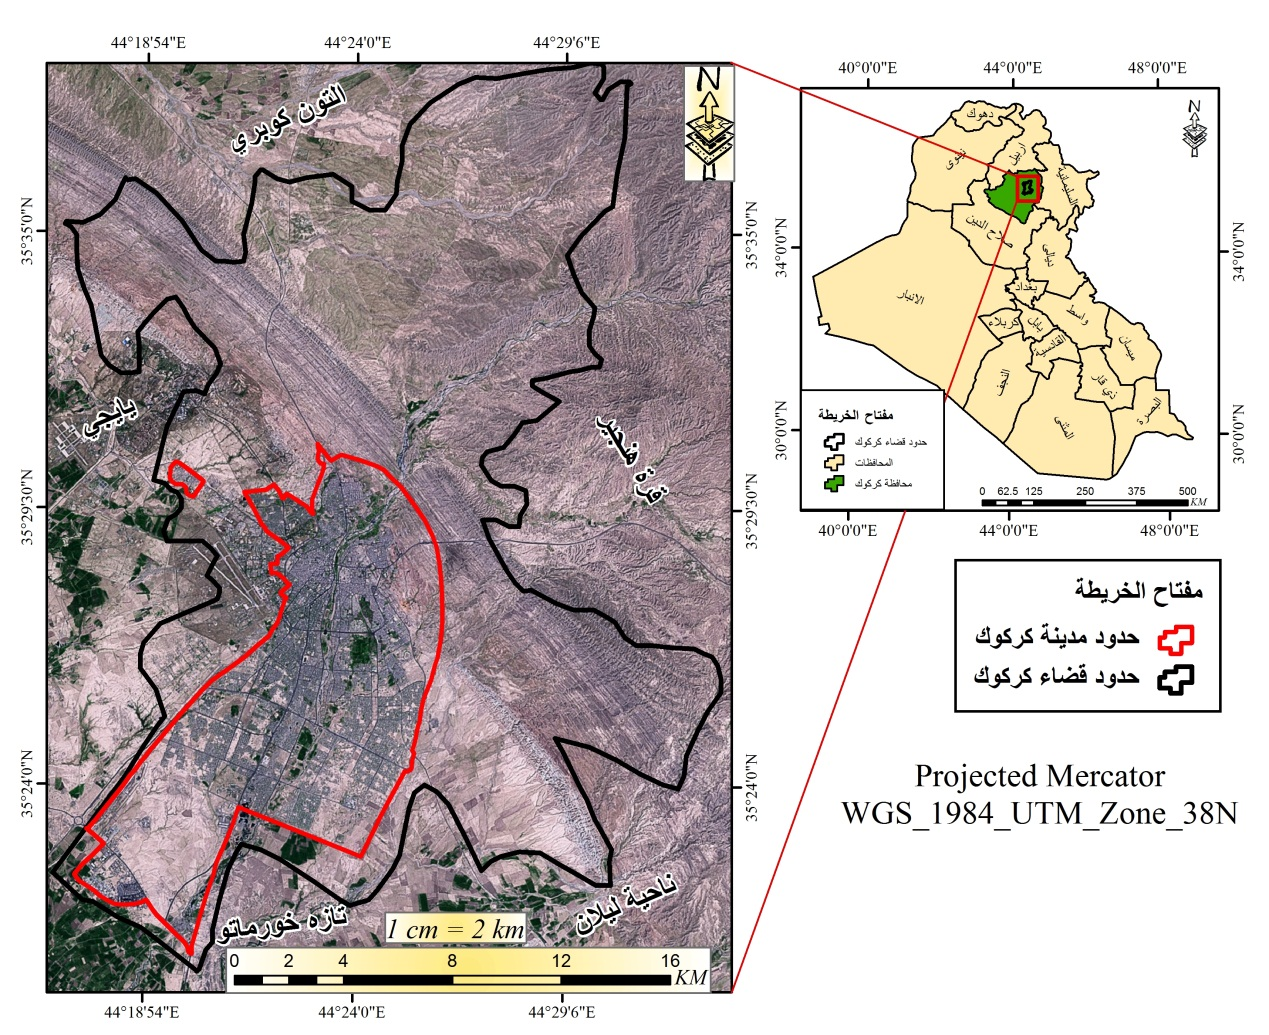 44°18'54"E
44°24'0"E
44°29'6"E
التون كوبري
N
35°35'0"N
35°35'0"N
يايجي
قرة هنجير
35°29'30"N
35°29'30"N
35°24'0"N
35°24'0"N
تازه خورماتو
ناحية ليلان
1 cm = 2 km
0 2 4 8 12 16
KM
44°18'54"E
44°24'0"E
44°29'6"E
40°0'0"E
44°0'0"E
48°0'0"E
N
دهوك
نينوى
اربيل
السليمانية
صلاح الدين
ديالى
الانبار
بغداد
كربلاء
بابل
واسط
القادسية
ميسان
النجف
ذي قار
المثنى
البصرة
34°0'0"N
34°0'0"N
30°0'0"N
30°0'0"N
مفتاح الخريطة
حدود قضاء كركوك
المحافظات
محافظة كركوك
0 62.5 125 250 375 500
KM
40°0'0"E
44°0'0"E
48°0'0"E
مفتاح الخريطة
حدود مدينة كركوك
حدود قضاء كركوك
Projected Mercator
WGS_1984_UTM_Zone_38N